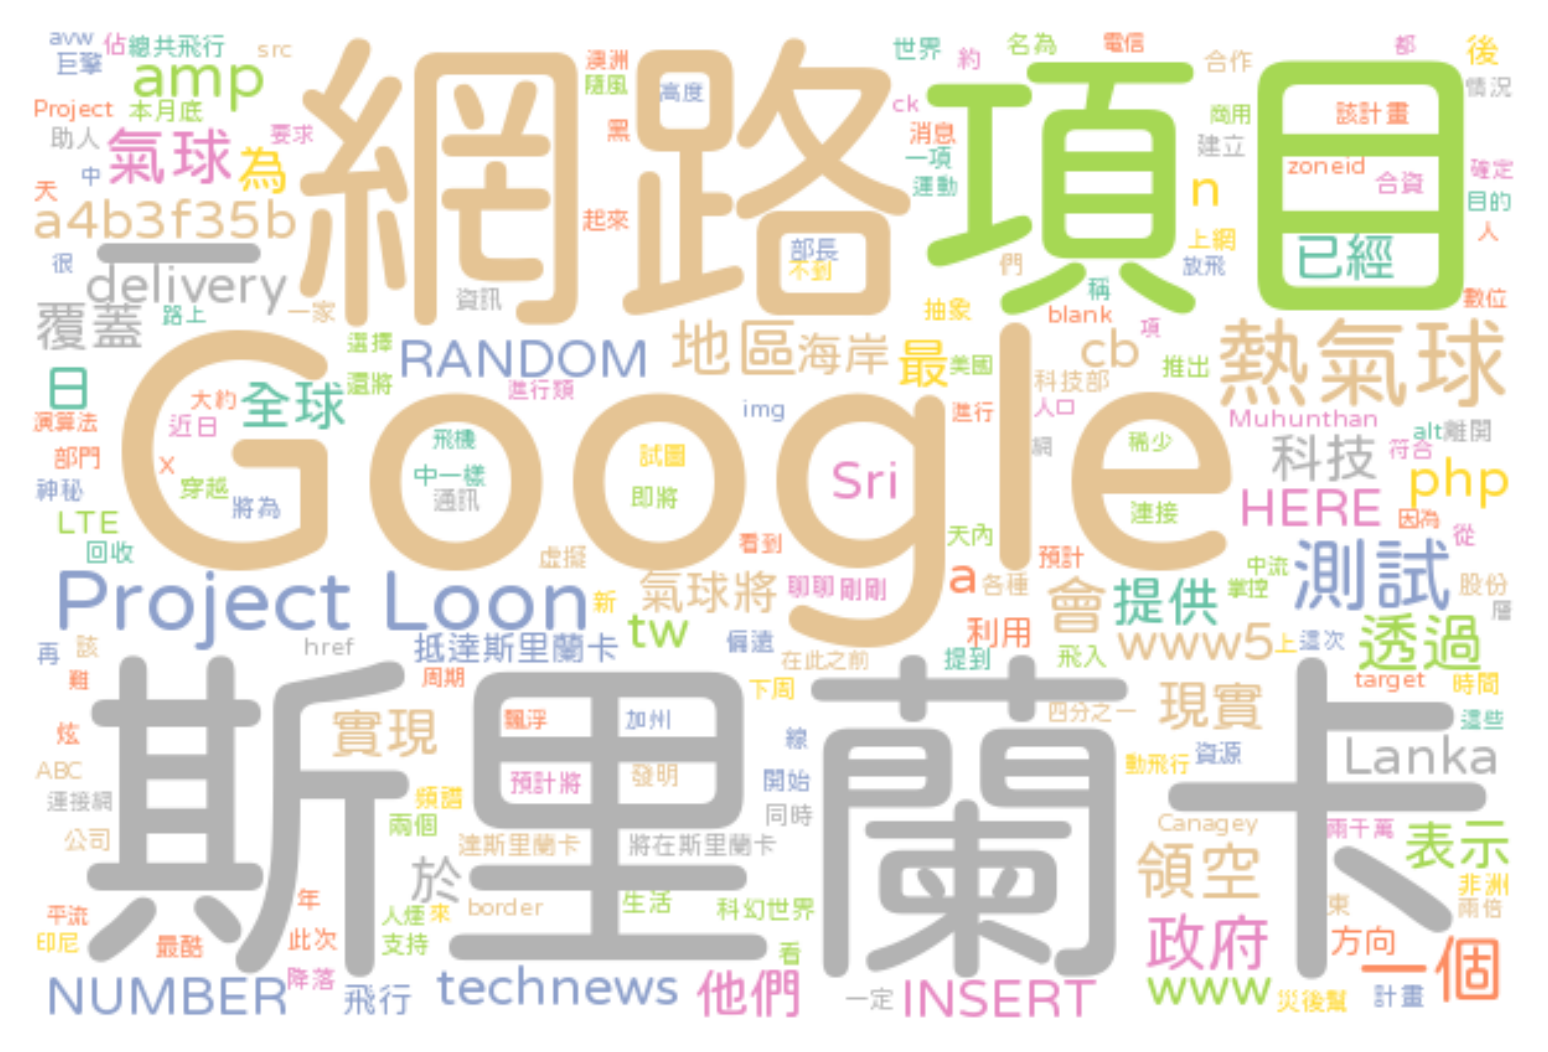 avw 佔 總共飛行 src
巨擘 amp
Project 本月底
助人 氣球 要求
中 為
天
a4b3f35b
很 delivery
覆蓋 路上 一家
網路
澳洲
隨風 高度
黑
起來
部長
不到
資訊
世界 約 名為 電信 合作 都 後
情況
ck 消息 商用 該計畫
一項 建立 zoneid 確定
運動 n 合資 目的
上網 人
們 放飛 已經
稱
項目
抽象 blank 項 數位
選擇 RANDOM 地區 海岸 最 美國 cb 推出 熱氣球
還將 進行類 科技部
日 大約 全球 img 進行 人口 Muhunthan
演算法 近日 飛機 試圖 網 稀少 alt 離開
部門 x 中一樣 Sri 科技 符合
神秘 穿越 將為 通訊 即將 連接 HERE php
LTE 因為
回收 虛擬 看到 天內 預計 中流 從
Google
Project Loon 新 氣球將 聊聊 剛剛 a 各種 會 提供 掌控 測試 股份
層
再 該 href 抵達斯里蘭卡 tw 偏遠 利用 www5 上 這次 透過
在此之前 提到 飛入
難 周期 下周 target 時間
斯里蘭卡
炫 實現 飄浮 加州 線 四分之一 現實 這些
ABC 預計將 發明 開始 動飛行 資源 Lanka
連接網 頻譜 同時
公司 兩個 達斯里蘭卡 將在斯里蘭卡 Canagey 兩千萬 表示
於 領空
年 生活 非洲
平流 人煙 來 border 科幻世界 東 兩倍
印尼 最酷 此次 支持 看 政府 方向 一個
NUMBER 降落 飛行 technews 他們 一定 INSERT www 災後幫 計畫